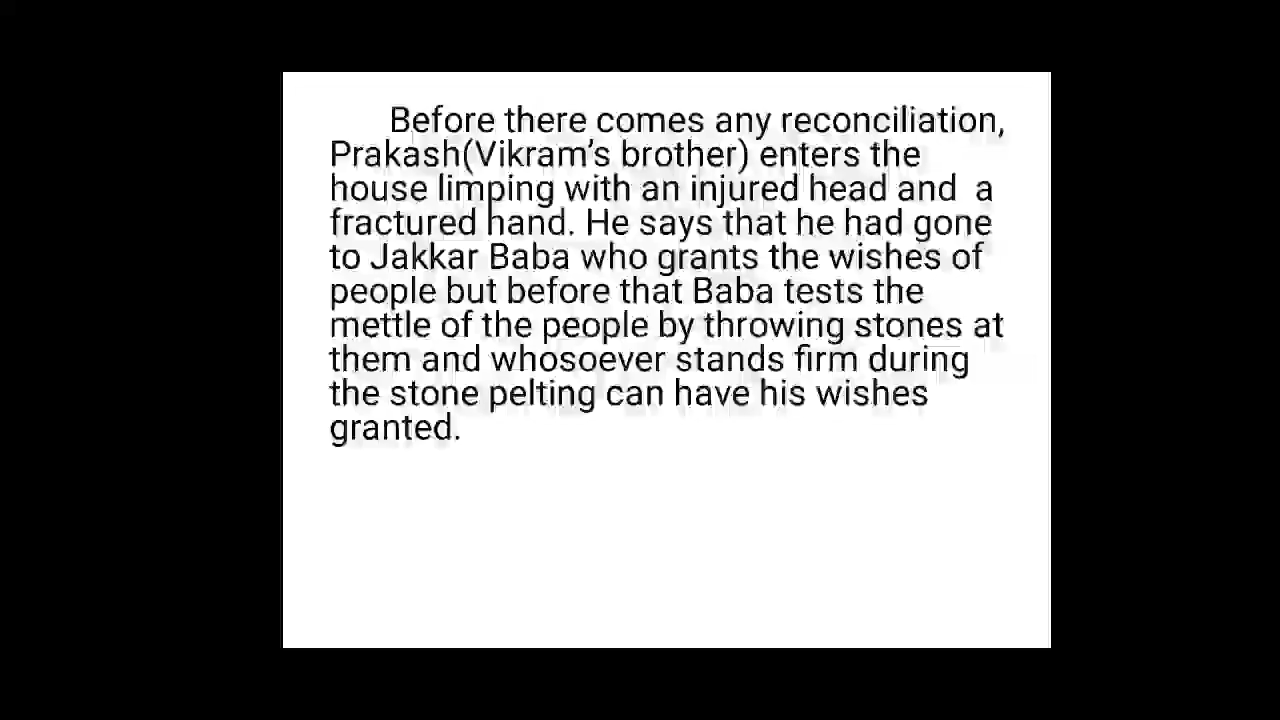 Before there comes any reconciliation,
Prakash(Vikram's brother) enters the
house limping with an injured head and  a
fractured hand. He says that he had gone
to Jakkar Baba who grants the wishes of
people but before that Baba tests the
mettle of the people by throwing stones at
them and whosoever stands firm during
the stone pelting can have his wishes
granted.